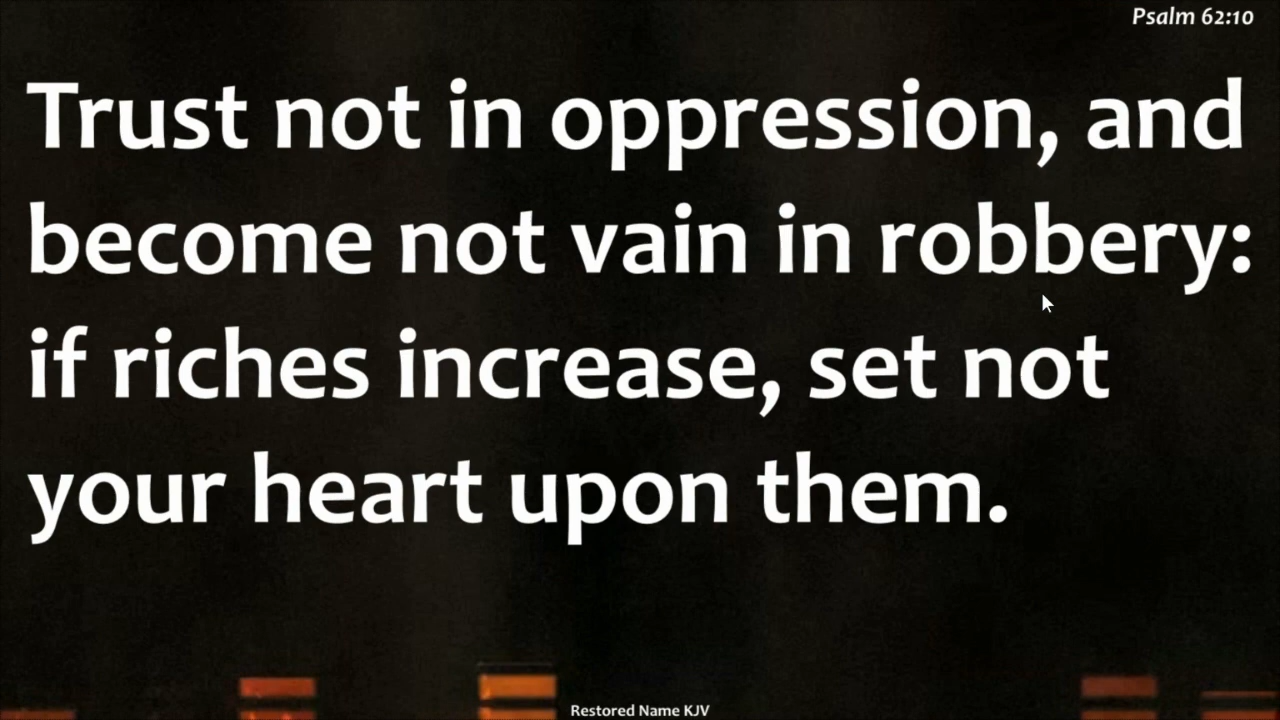 Psalm 62:10
Trust not in oppression, and
become not vain in robbery:
if riches increase, set not
your heart upon them.
Restored Name KJV